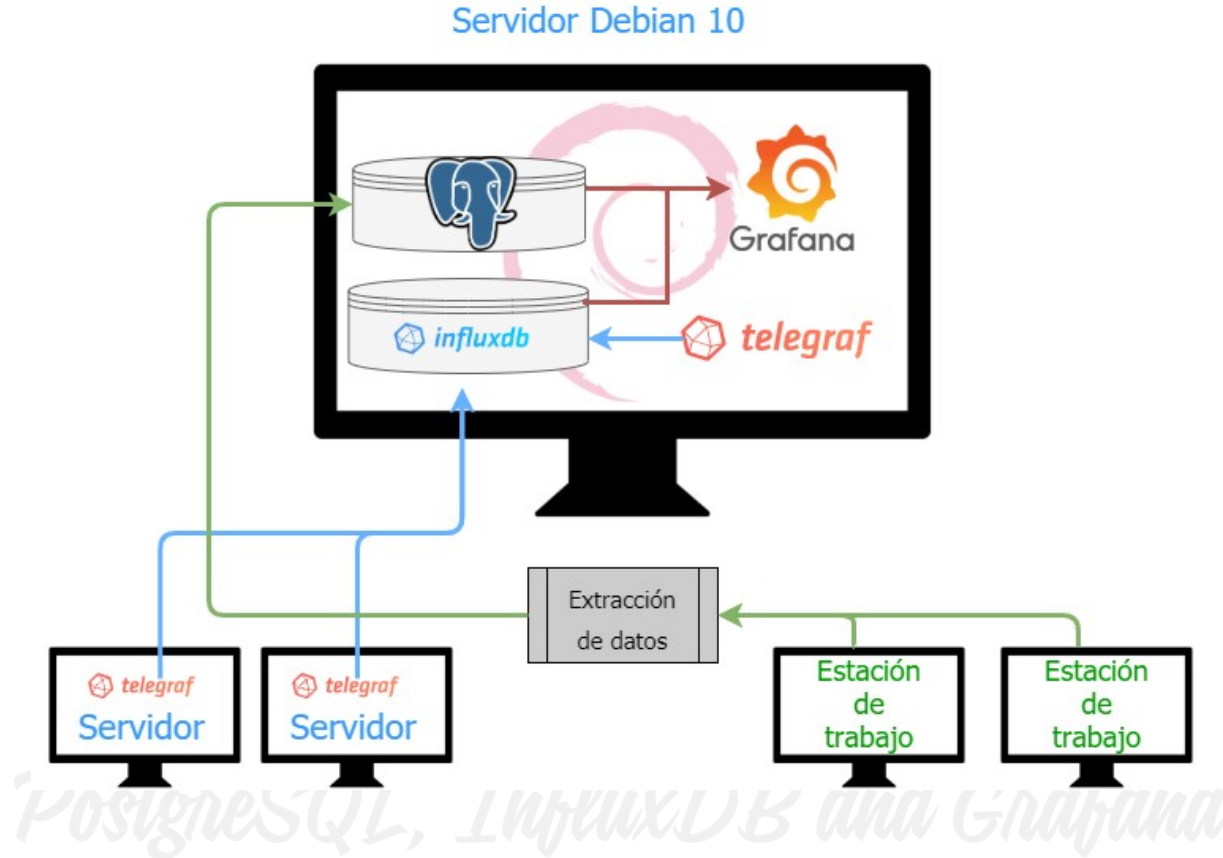 Servidor Debian 10
Grafana
influxdb
telegraf
Extracción
de datos
telegraf
Servidor
telegraf
Servidor
Estación
de
trabajo
Estación
de
trabajo
PostgreSQL, InfluxDB and Grafana